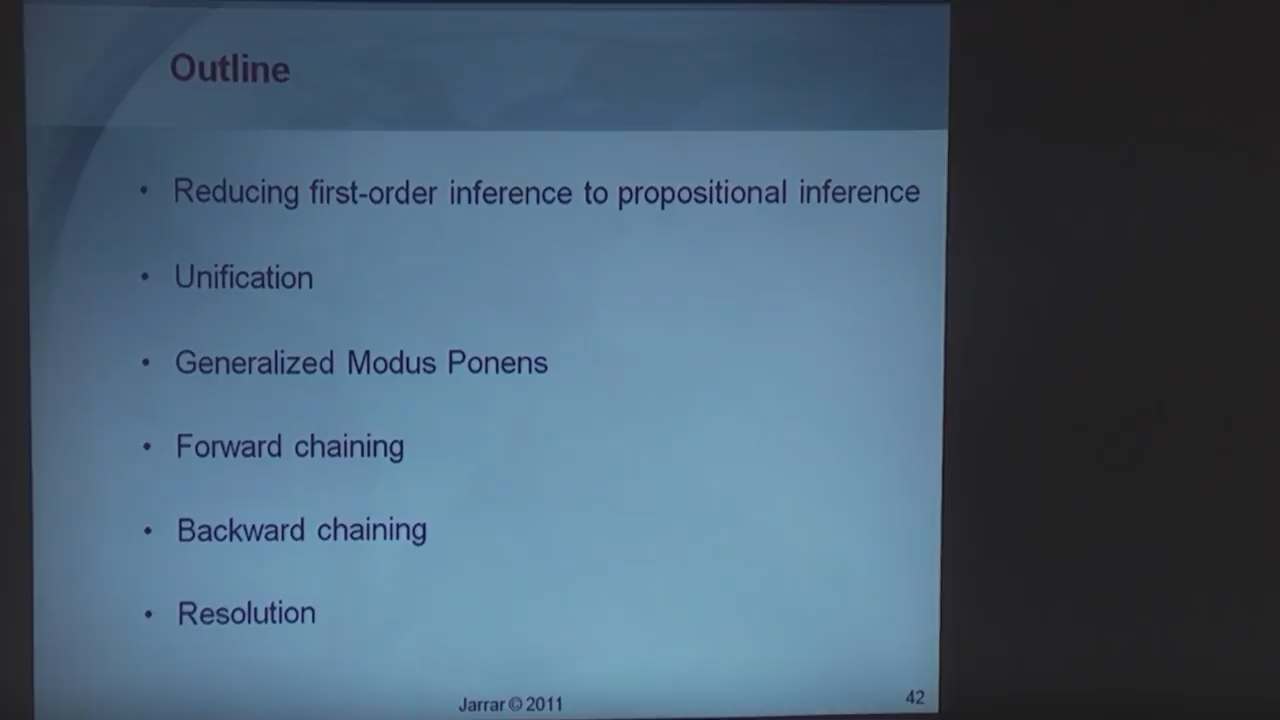 Outline
• Reducing first-order inference to propositional inference
• Unification
• Generalized Modus Ponens
• Forward chaining
• Backward chaining
• Resolution
Jarrar © 2011
42